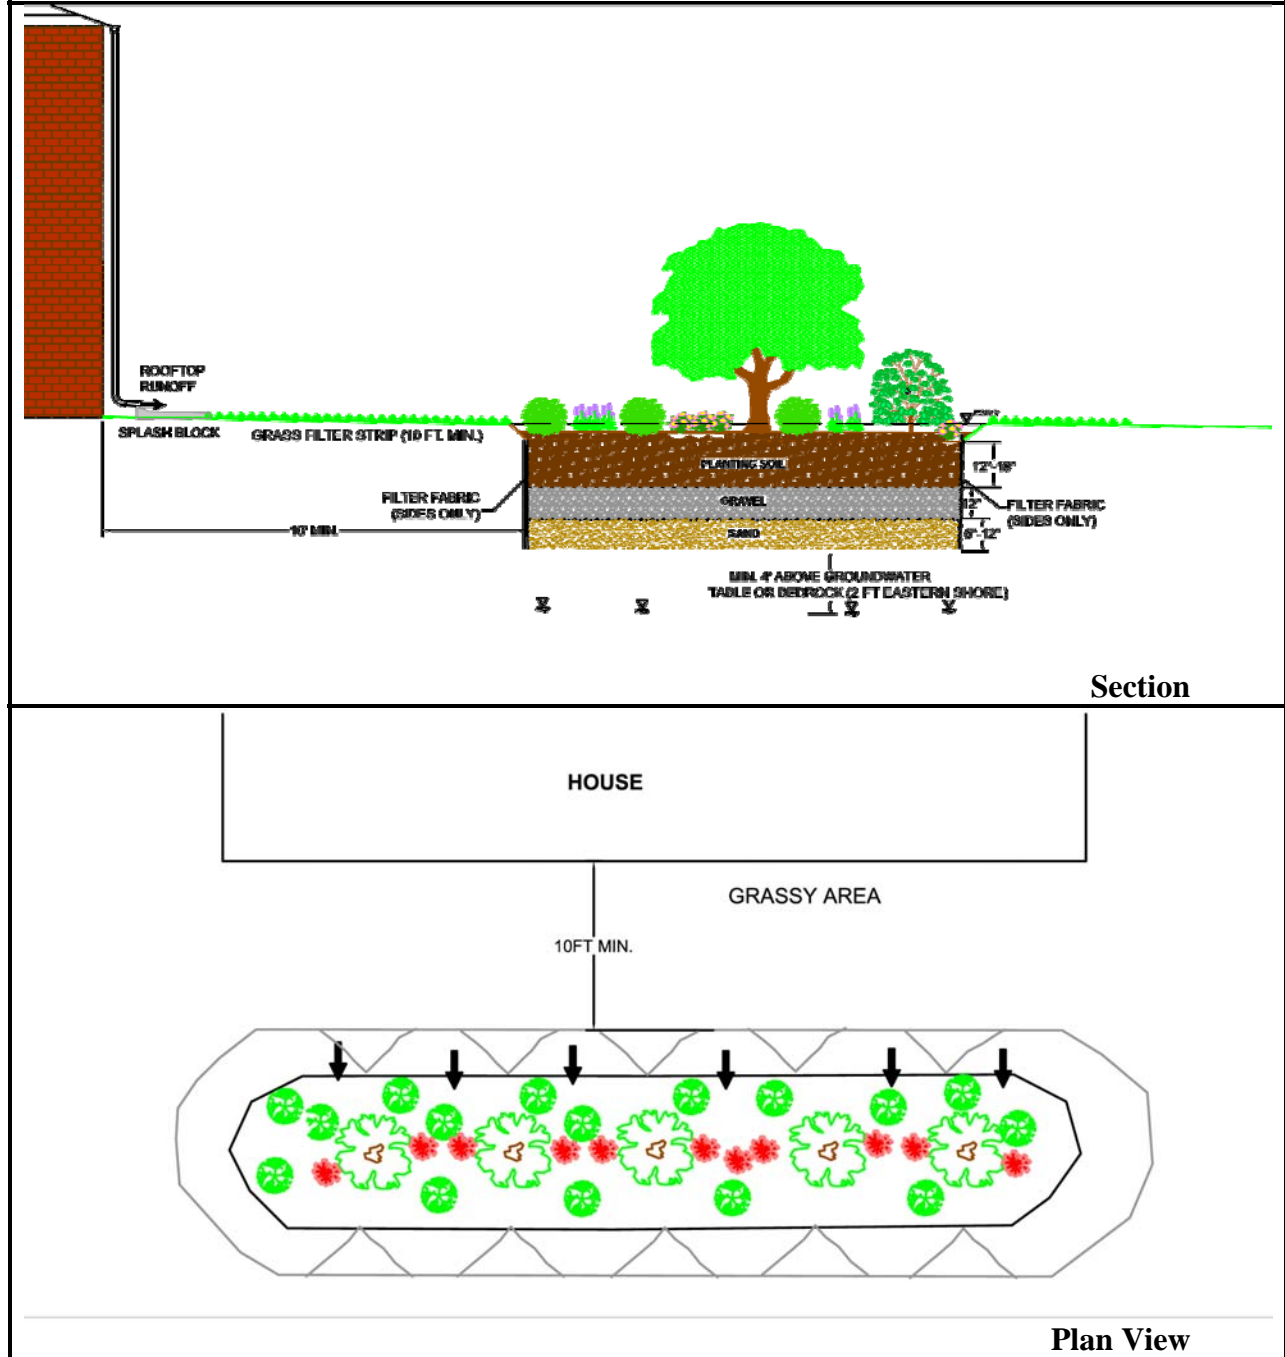 ROOFTOP
RUNOFF
SPLASH BLOCK
GRASS FILTER STRIP (10 FT. MIN.)
PLANTING SOIL
12"-18"
FILTER FABRIC
(SIDES ONLY)
GRAVEL
12"
FILTER FABRIC
(SIDES ONLY)
10' MIN.
SAND
6"-12"
MIN. 4' ABOVE GROUNDWATER
TABLE OR BEDROCK (2 FT EASTERN SHORE)
Section
HOUSE
GRASSY AREA
10FT MIN.
Plan View